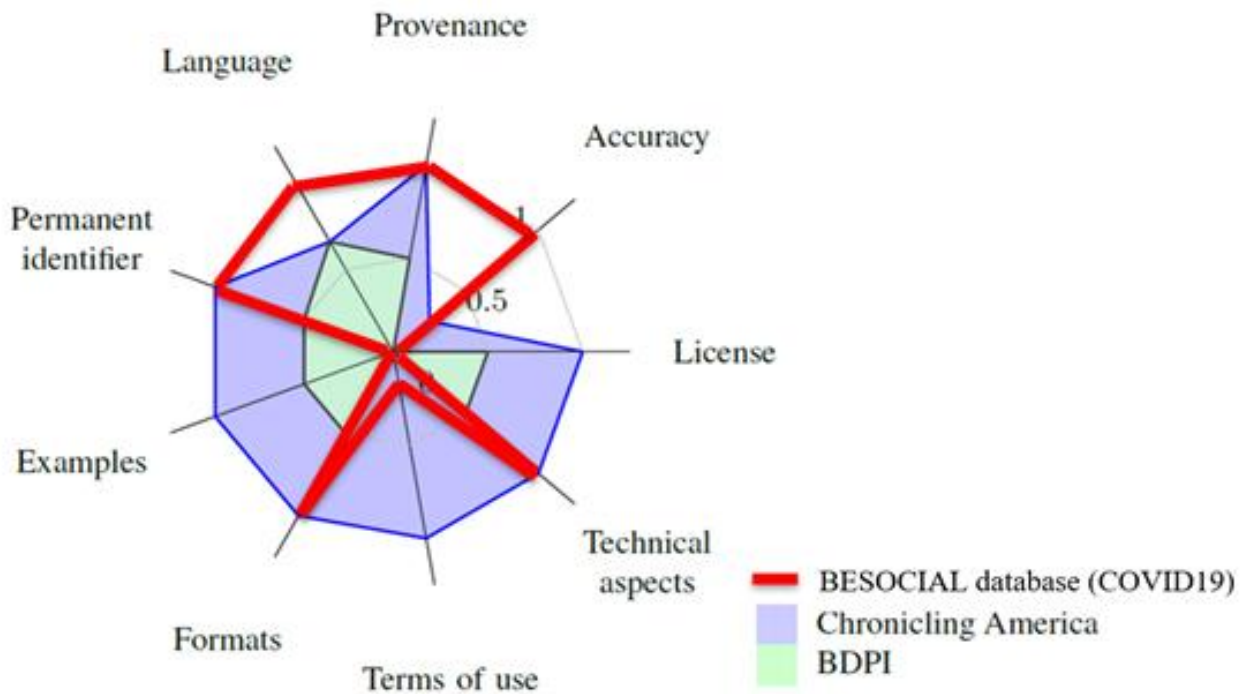 Provenance
Language
Accuracy
Permanent
identifier
1
0.5
License
0
Examples
Technical
aspects
Formats
Terms of use
BESOCIAL database (COVID19)
Chronicling America
BDPI